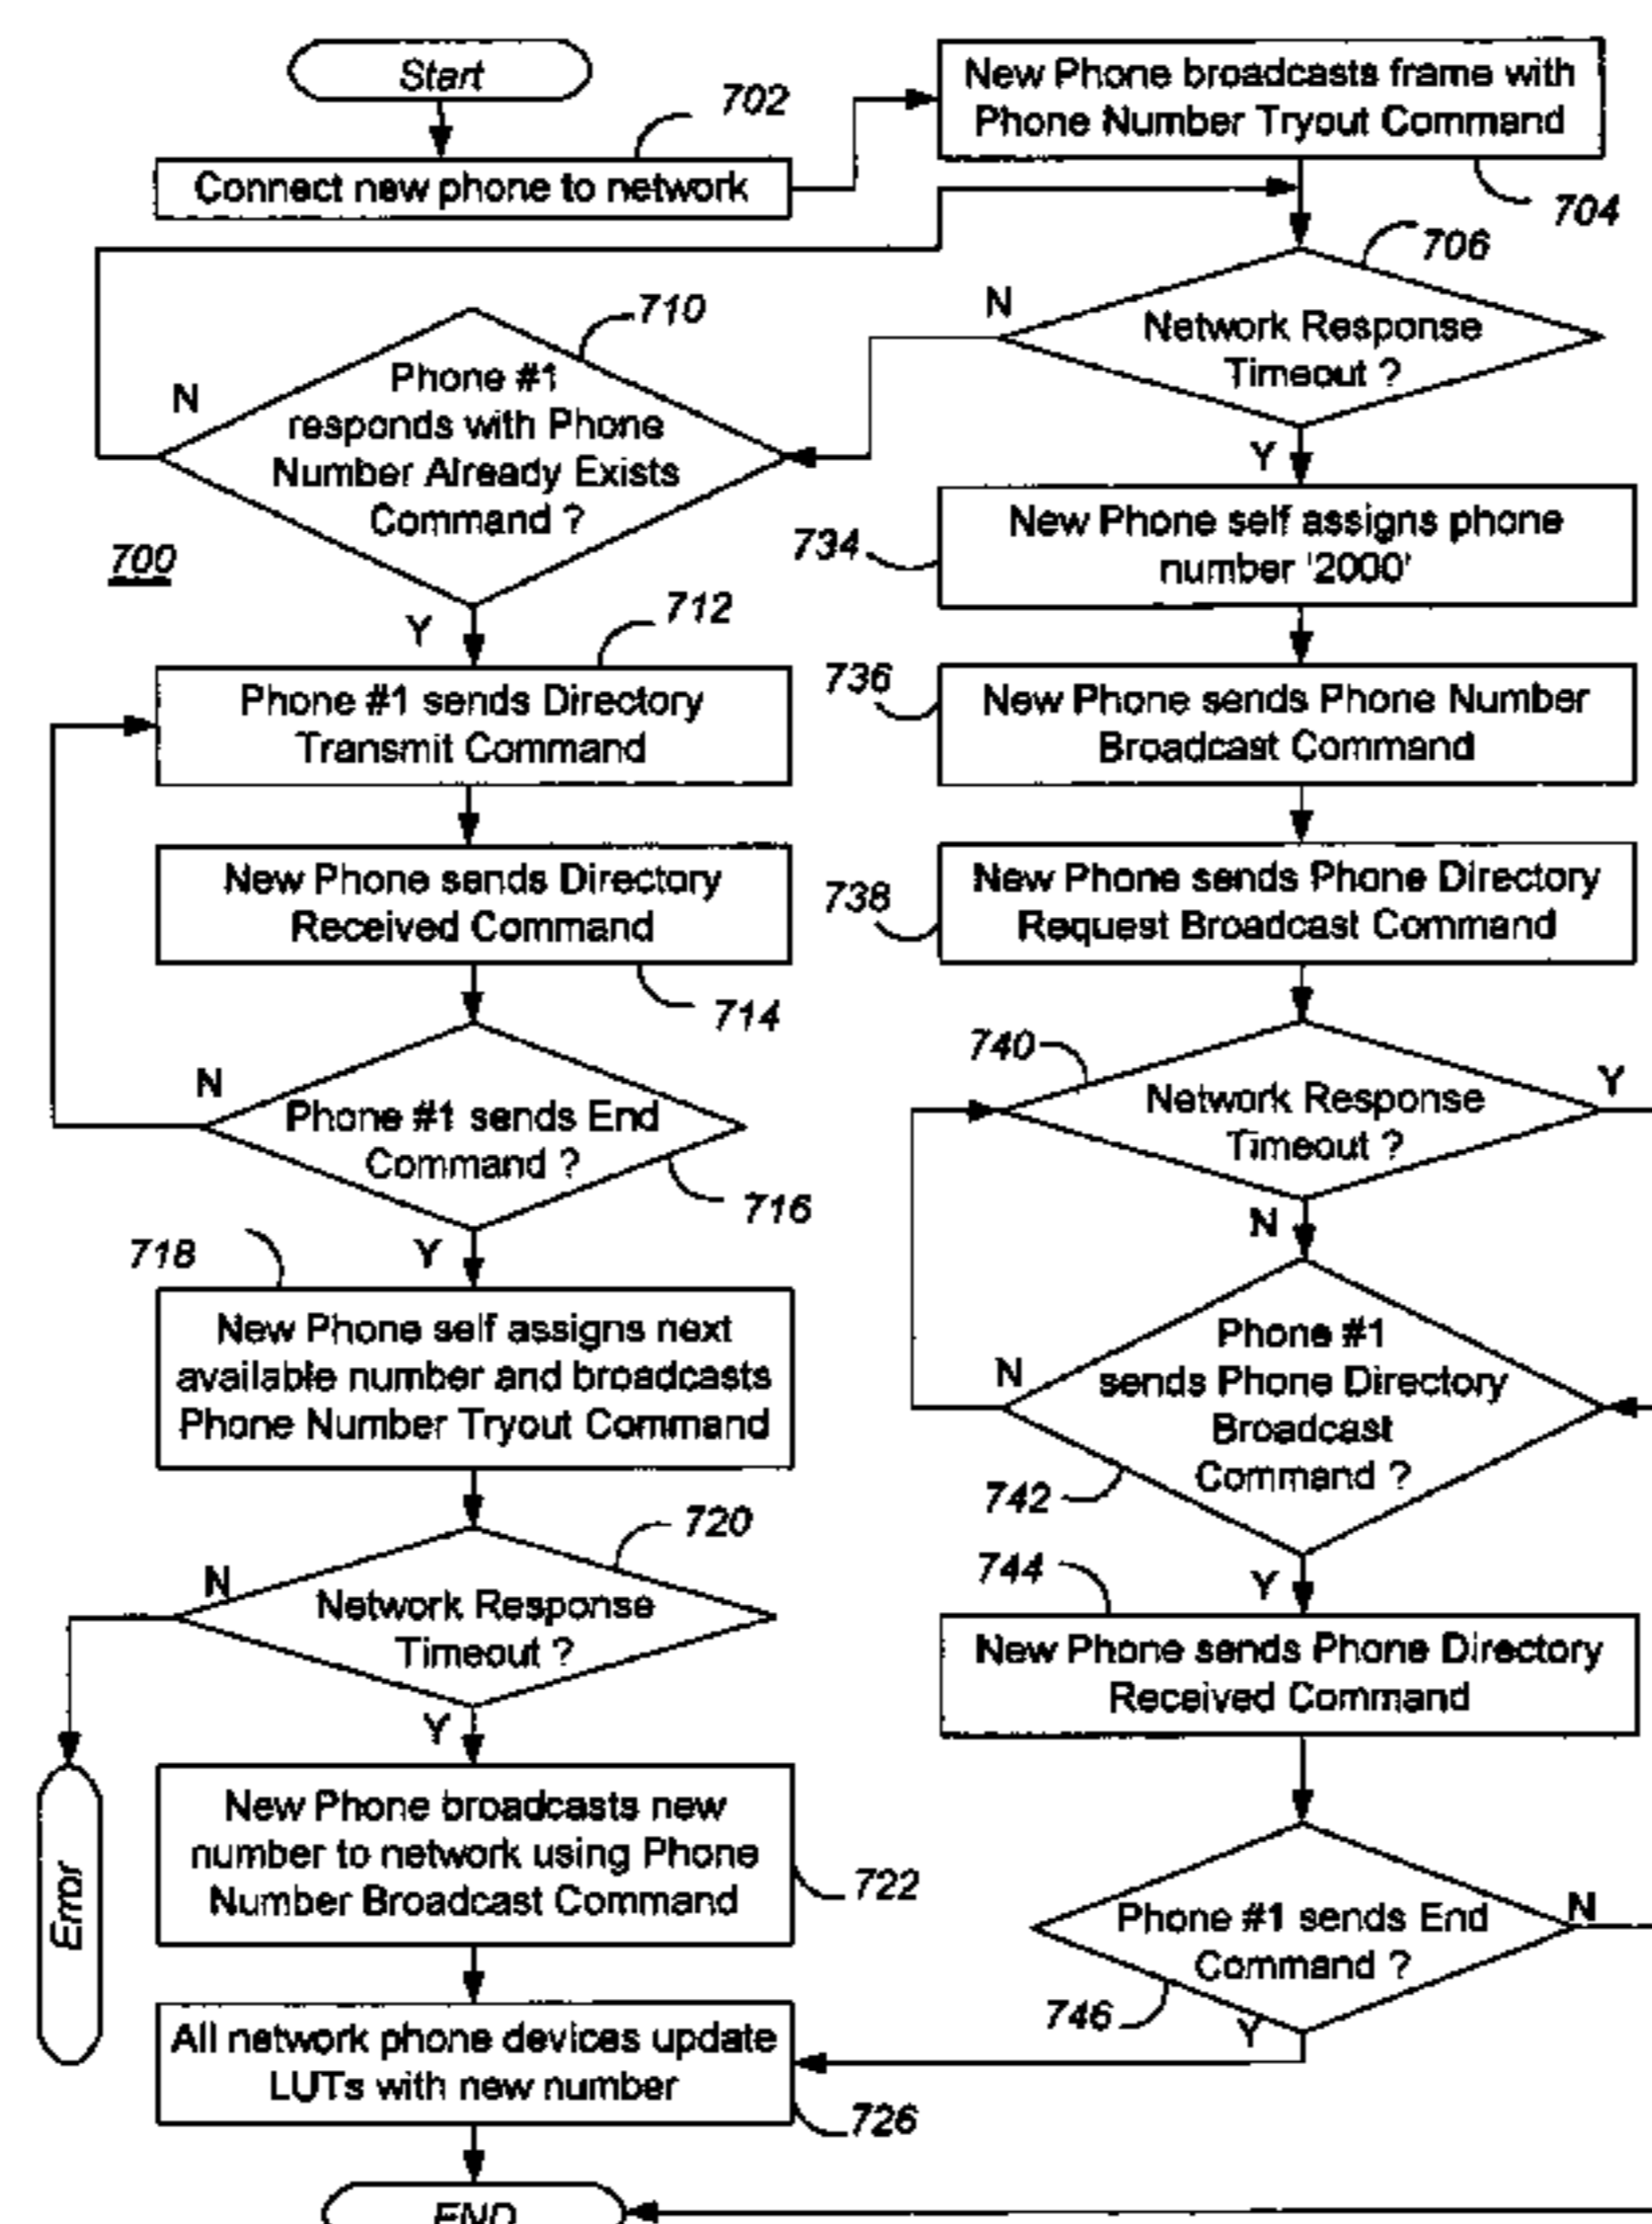 Start
702
Connect new phone to network
New Phone broadcasts frame with
Phone Number Tryout Command
704
706
N
Network Response
Timeout ?
Y
710
Phone #1
responds with Phone
Number Already Exists
Command ?
N
Y
700
712
Phone #1 sends Directory
Transmit Command
New Phone sends Directory
Received Command
714
N
Phone #1 sends End
Command ?
716
Y
718
New Phone self assigns next
available number and broadcasts
Phone Number Tryout Command
720
N
Network Response
Timeout ?
Y
Error
New Phone broadcasts new
number to network using Phone
Number Broadcast Command
722
All network phone devices update
LUTs with new number
726
END
734
New Phone self assigns phone
number '2000'
736
New Phone sends Phone Number
Broadcast Command
738
New Phone sends Phone Directory
Request Broadcast Command
740
Y
Network Response
Timeout ?
N
Phone #1
sends Phone Directory
Broadcast
Command ?
N
742
Y
744
New Phone sends Phone Directory
Received Command
Phone #1 sends End
Command ?
N
746
Y